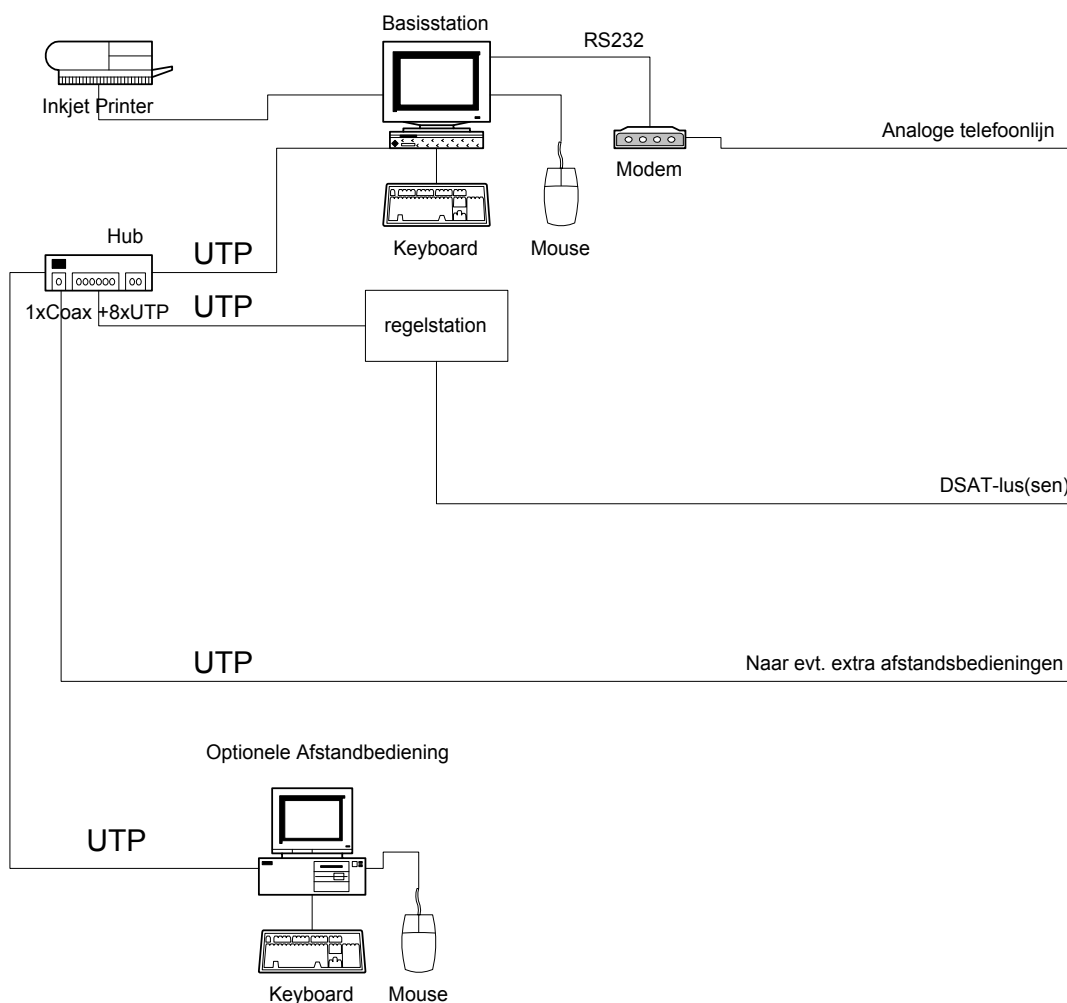 Basisstation
RS232
Inkjet Printer
Analoge telefoonlijn
Modem
Keyboard
Mouse
Hub
UTP
1xCoax +8xUTP
UTP
regelstation
DSAT-lus(sen)
UTP
Naar evt. extra afstandsbedieningen
Optionele Afstandbediening
UTP
Keyboard
Mouse